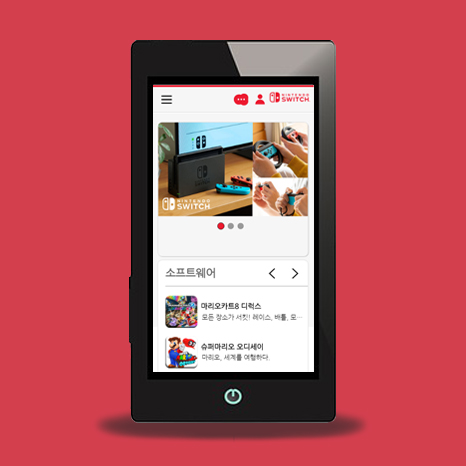 NINTENDO
SWITCH
NINTENDO
SWITCH
소프트웨어
마리오카트8 디럭스
모든 장소가 서킷! 레이스, 배틀, 모…
슈퍼마리오 오디세이
마리오, 세계를 여행하다.